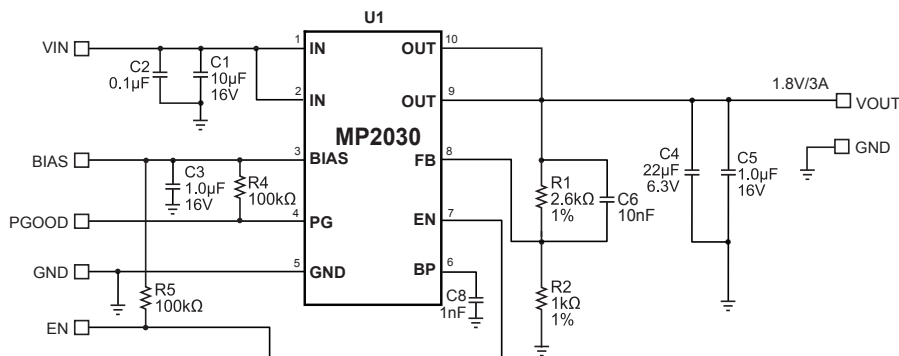 U1
MP2030
VIN
BIAS
PGOOD
GND
EN
C2
0.1µF
C1
10µF
16V
C3
1.0µF
16V
R4
100kΩ
R5
100kΩ
1
IN
2
IN
3
BIAS
4
PG
5
GND
OUT
10
OUT
9
FB
8
EN
7
BP
6
C8
1nF
R1
2.6kΩ
1%
C6
10nF
R2
1kΩ
1%
C4
22µF
6.3V
C5
1.0µF
16V
1.8V/3A
VOUT
GND